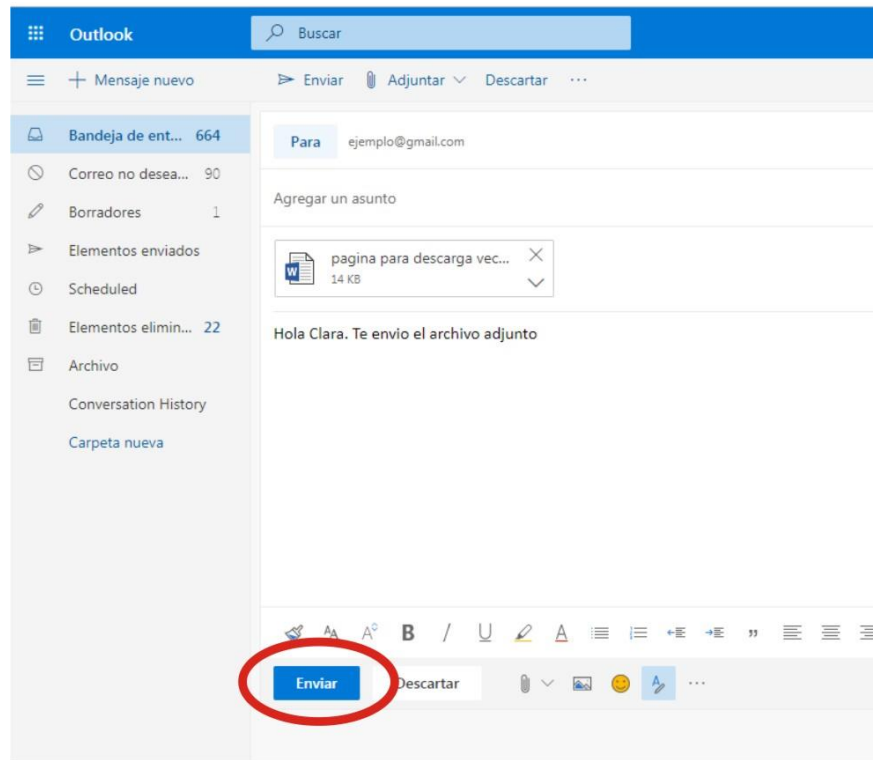 Outlook
Buscar
Mensaje nuevo
Enviar
Adjuntar
Descartar
Bandeja de ent... 664
Correo no desea... 90
Borradores 1
Elementos enviados
Scheduled
Elementos elimin... 22
Archivo
Conversation History
Carpeta nueva
Para ejemplo@gmail.com
Agregar un asunto
pagina para descarga vec...
14 KB
Hola Clara. Te envio el archivo adjunto
Enviar
Descartar